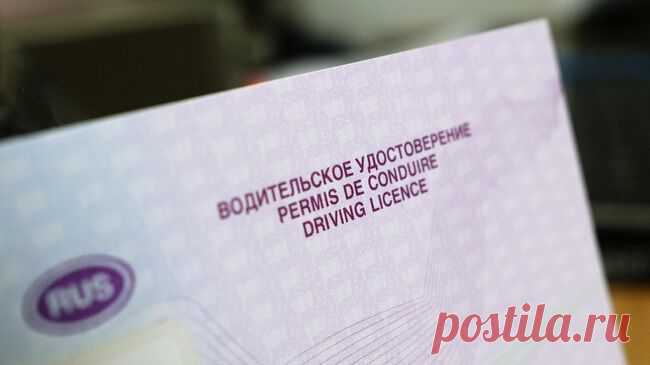 ВОДИТЕЛЬСКОЕ УДОСТОВЕРЕНИЕ
PERMIS DE CONDUIRE
DRIVING LICENCE
RUS
postila.ru